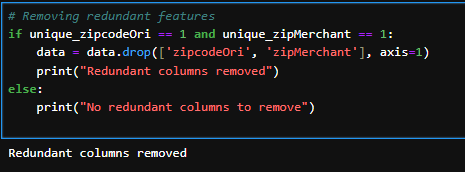 # Removing redundant features
if unique_zipcodeOri == 1 and unique_zipMerchant == 1:
    data = data.drop(['zipcodeOri', 'zipMerchant'], axis=1)
    print("Redundant columns removed")
else:
    print("No redundant columns to remove")
Redundant columns removed